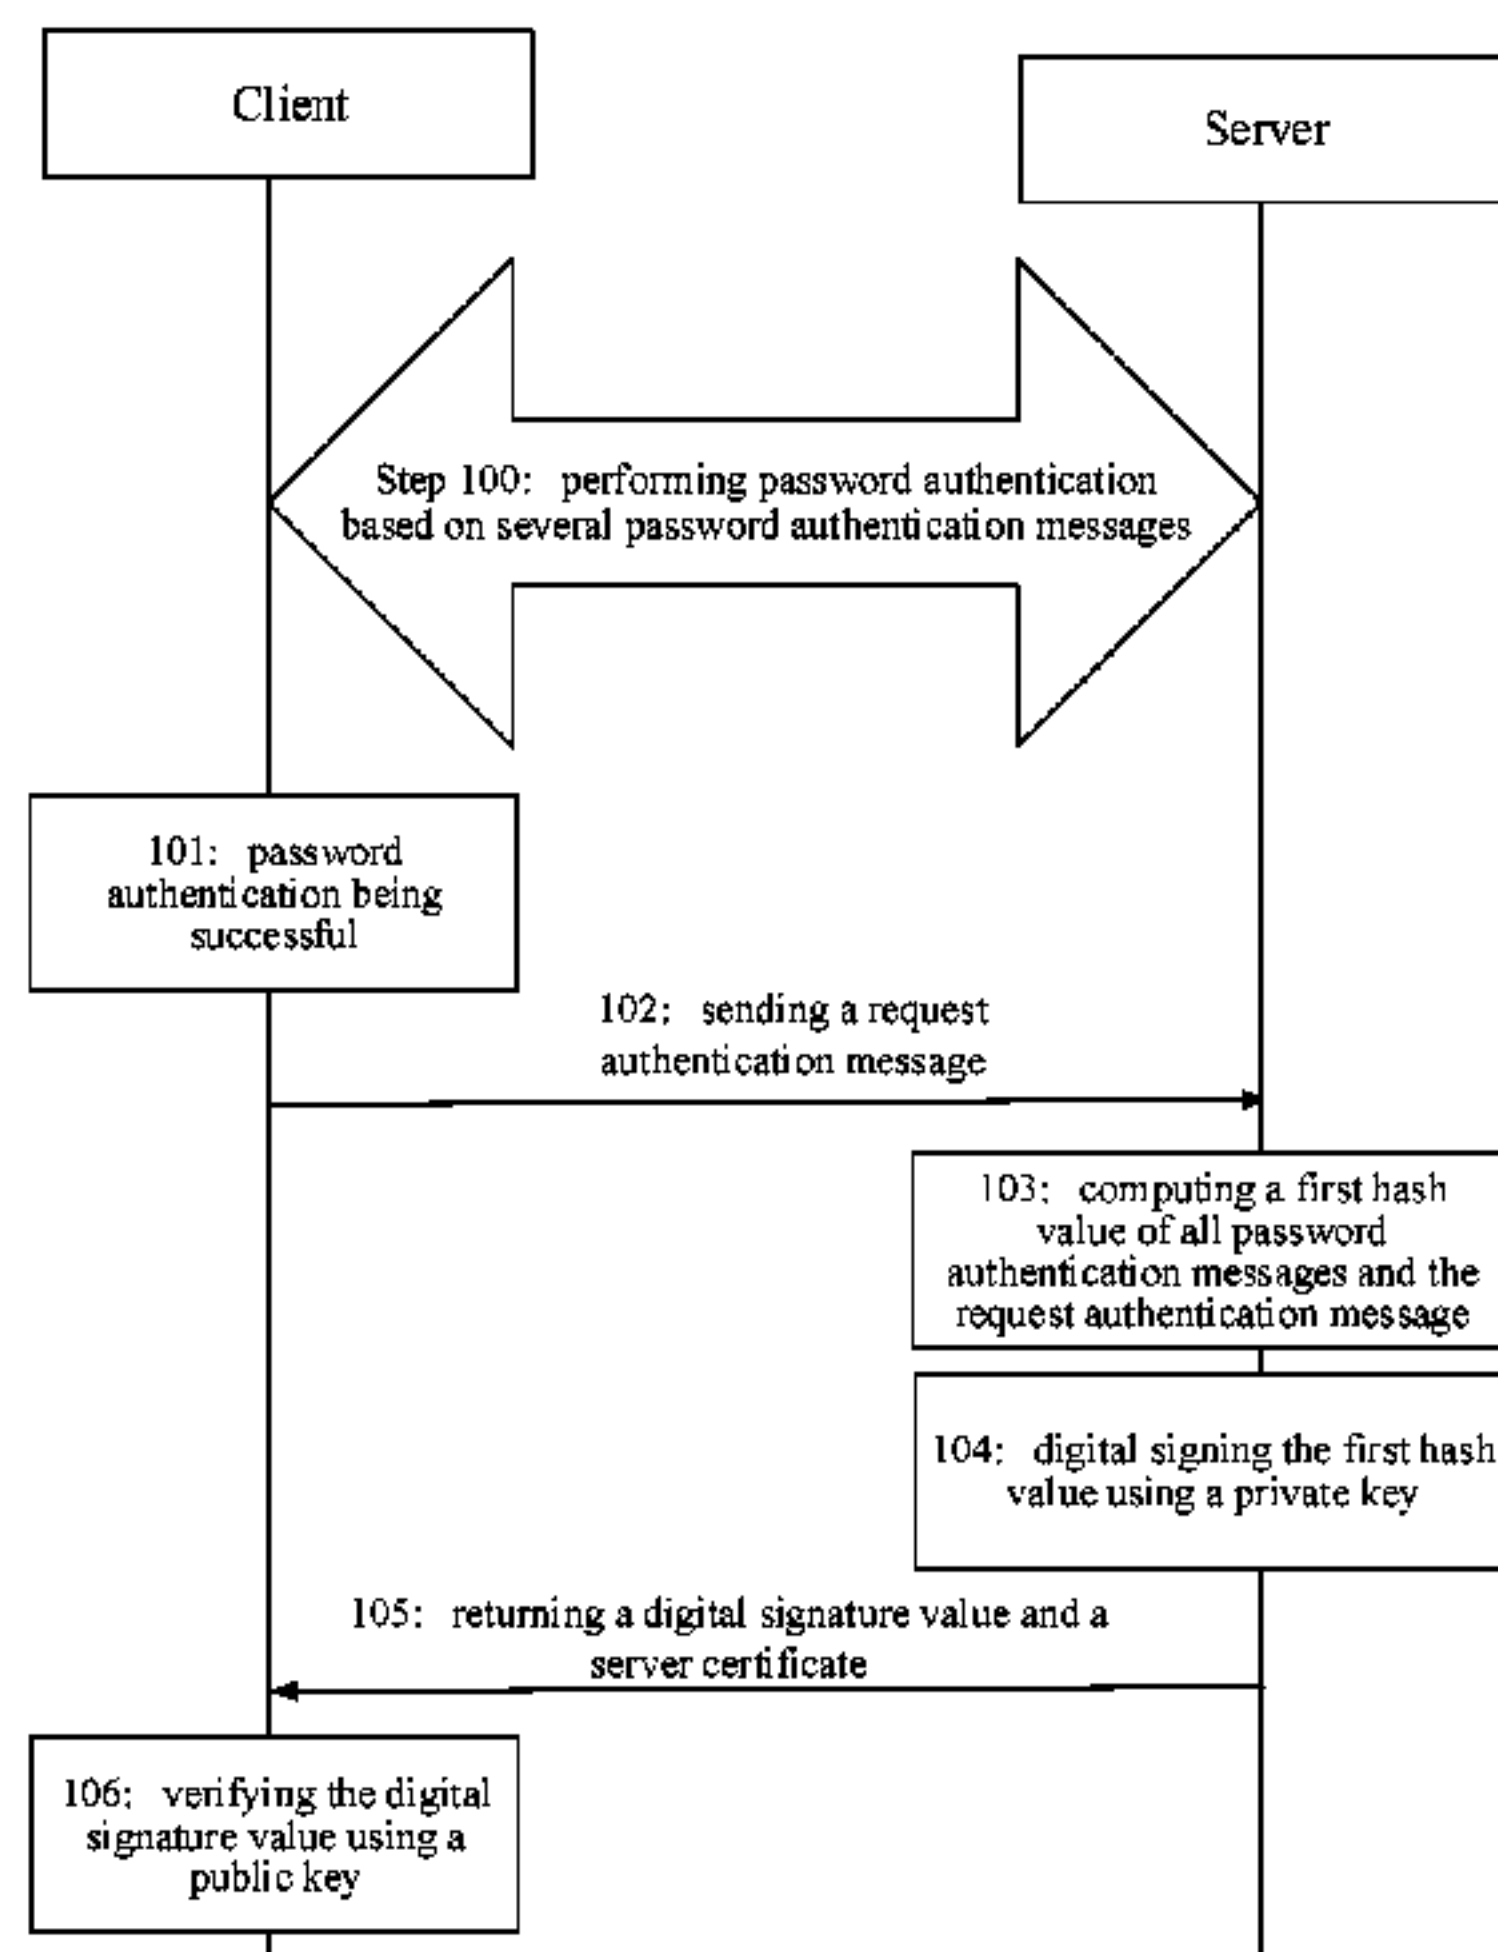 Client
Server
Step 100: performing password authentication
based on several password authentication messages
101: password
authentication being
successful
102: sending a request
authentication message
103: computing a first hash
value of all password
authentication messages and the
request authentication message
104: digital signing the first hash
value using a private key
105: returning a digital signature value and a
server certificate
106: verifying the digital
signature value using a
public key